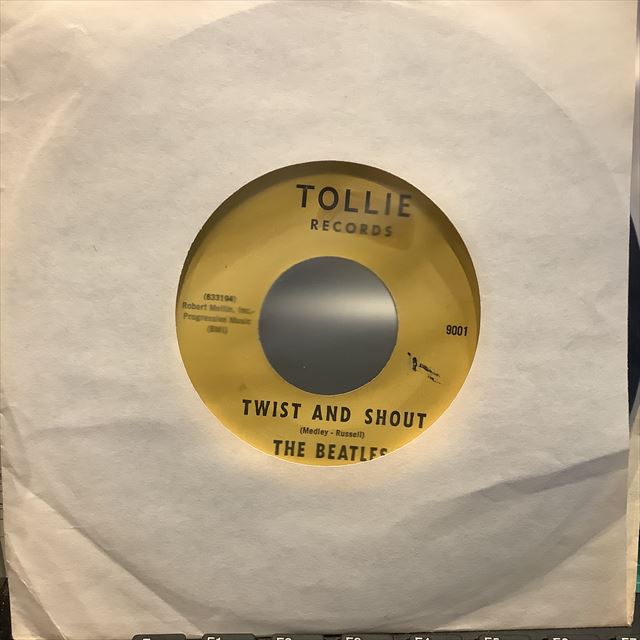 TOLLIE
RECORDS
(633194)
Robert Mellin, Inc.-
Progressive Music
(BMI)
9001
TWIST AND SHOUT
(Medley - Russell)
THE BEATLES